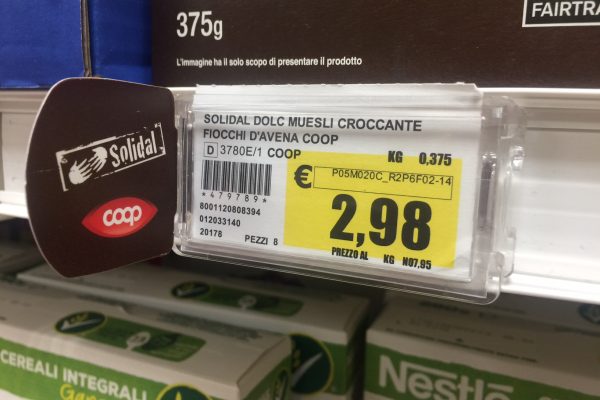 375g
FAIRTRA
L'immagine ha il solo scopo di presentare il prodotto
Solidal
coop
SOLIDAL DOLC MUESLI CROCCANTE
FIOCCHI D'AVENA COOP
D 3780E/1 COOP
KG 0,375
P05M020C_R2P6F02-14
€ 2,98
*479789*
8001120808394
012033140
20178 PEZZI 8
PREZZO AL KG N07,95
CEREALI INTEGRALI
Nestlé